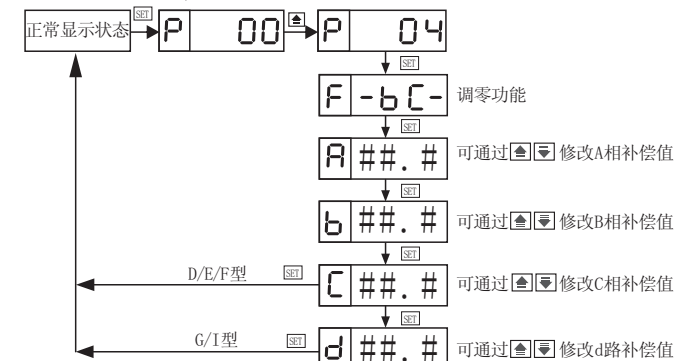 正常显示状态 SET P 00 P 04
SET
F -bC- 调零功能
SET
A ##.# 可通过 修改A相补偿值
SET
b ##.# 可通过 修改B相补偿值
SET
D/E/F型 SET C ##.# 可通过 修改C相补偿值
SET
G/I型 SET d ##.# 可通过 修改d路补偿值